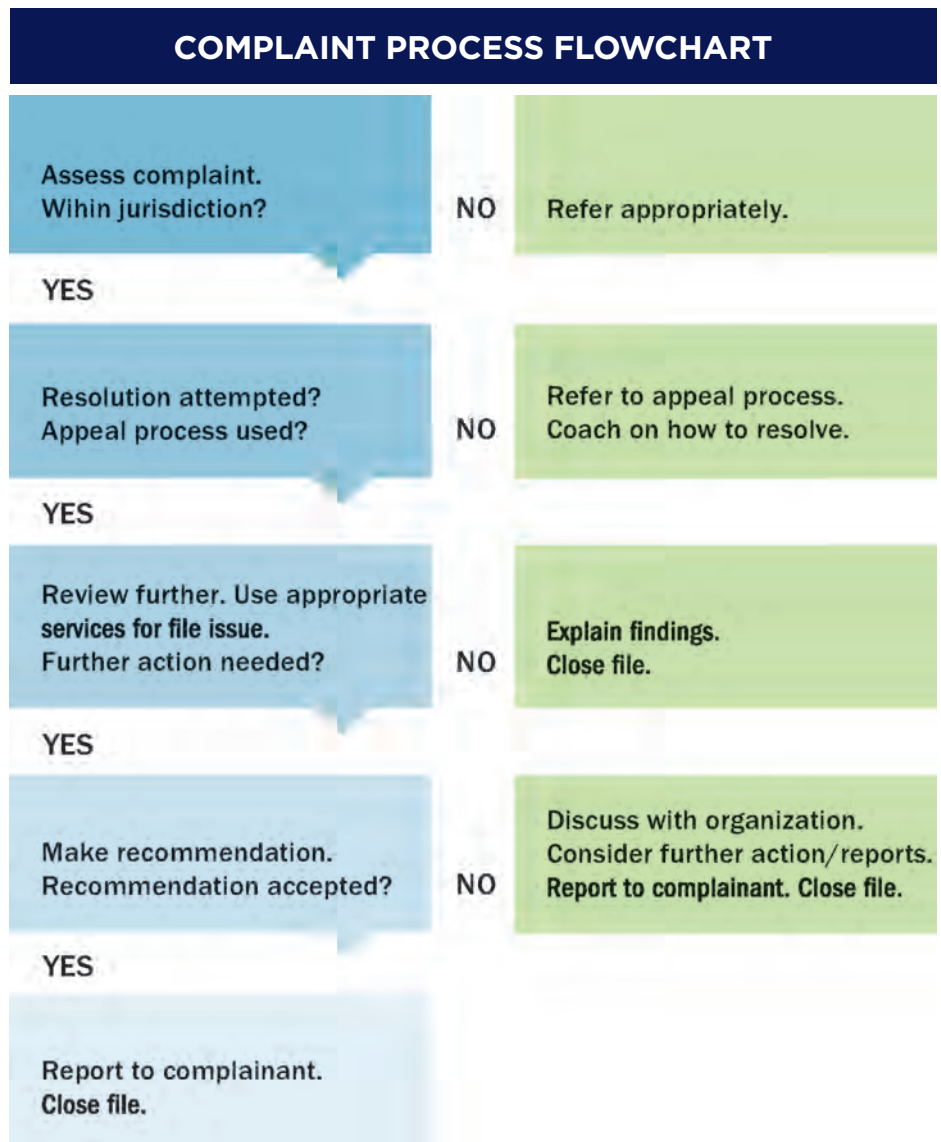 COMPLAINT PROCESS FLOWCHART
Assess complaint.
Wihin jurisdiction?
NO
Refer appropriately.
YES
Resolution attempted?
Appeal process used?
NO
Refer to appeal process.
Coach on how to resolve.
YES
Review further. Use appropriate
services for file issue.
Further action needed?
NO
Explain findings.
Close file.
YES
Make recommendation.
Recommendation accepted?
NO
Discuss with organization.
Consider further action/reports.
Report to complainant. Close file.
YES
Report to complainant.
Close file.